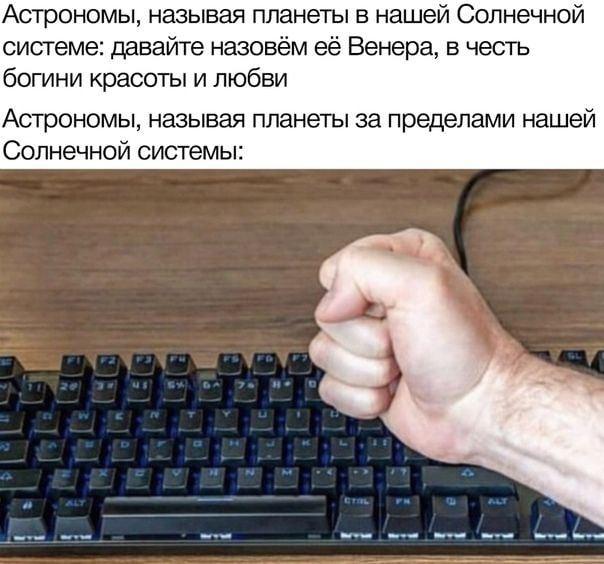 Астрономы, называя планеты в нашей Солнечной
системе: давайте назовём её Венера, в честь
богини красоты и любви
Астрономы, называя планеты за пределами нашей
Солнечной системы: